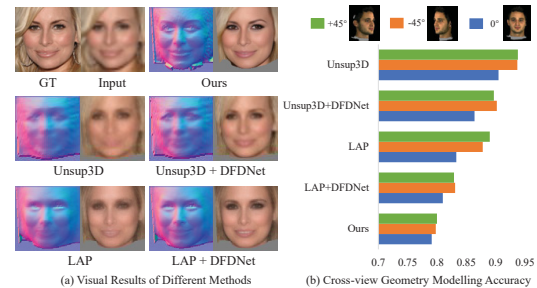 GT Input Ours
Unsup3D Unsup3D + DFDNet
LAP LAP + DFDNet
(a) Visual Results of Different Methods
+45° -45° 0°
Unsup3D
Unsup3D+DFDNet
LAP
LAP+DFDNet
Ours
0.7 0.75 0.8 0.85 0.9 0.95
(b) Cross-view Geometry Modelling Accuracy